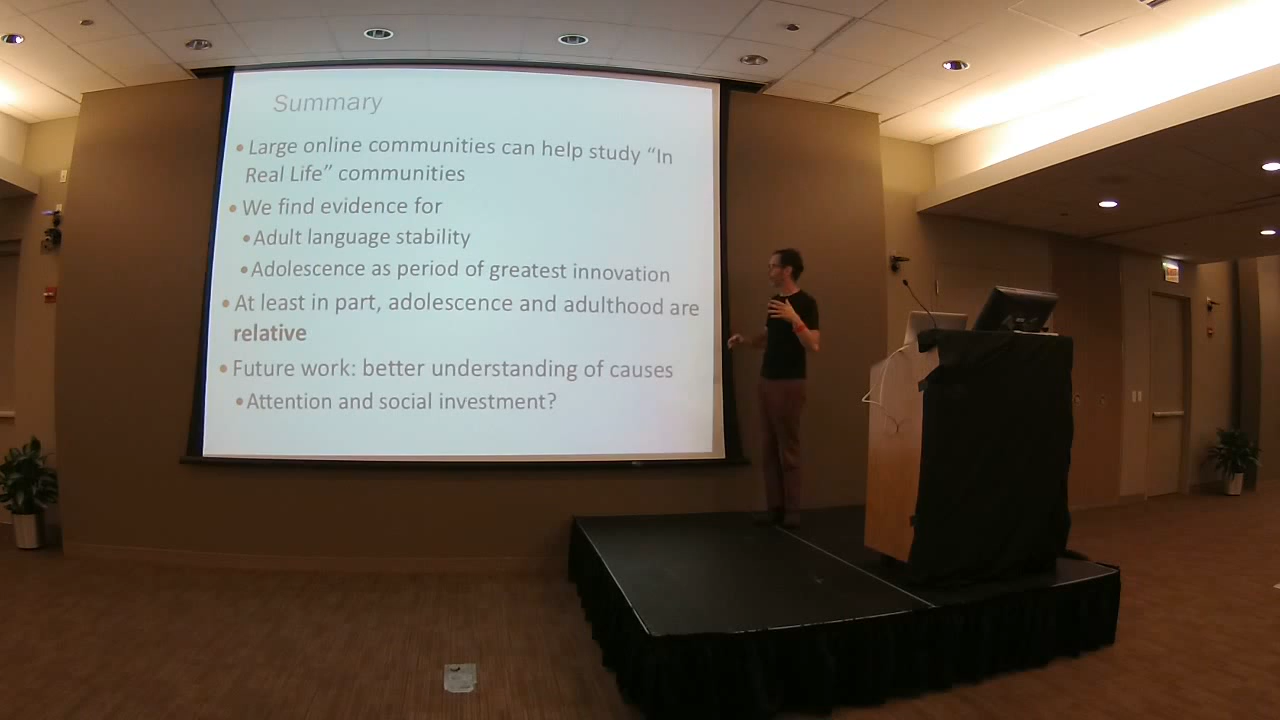 Summary
• Large online communities can help study “In
Real Life” communities
• We find evidence for
• Adult language stability
• Adolescence as period of greatest innovation
• At least in part, adolescence and adulthood are
relative
• Future work: better understanding of causes
• Attention and social investment?